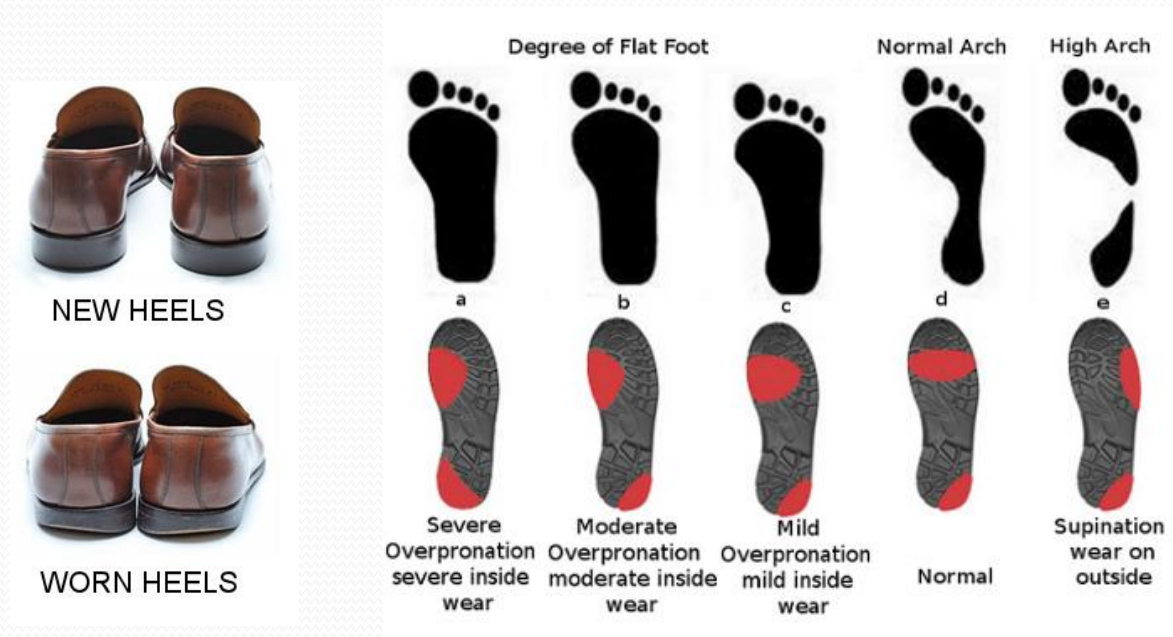 NEW HEELS
WORN HEELS
Degree of Flat Foot
Normal Arch
High Arch
a
b
c
d
e
Severe
Overpronation
severe inside
wear
Moderate
Overpronation
moderate inside
wear
Mild
Overpronation
mild inside
wear
Normal
Supination
wear on
outside